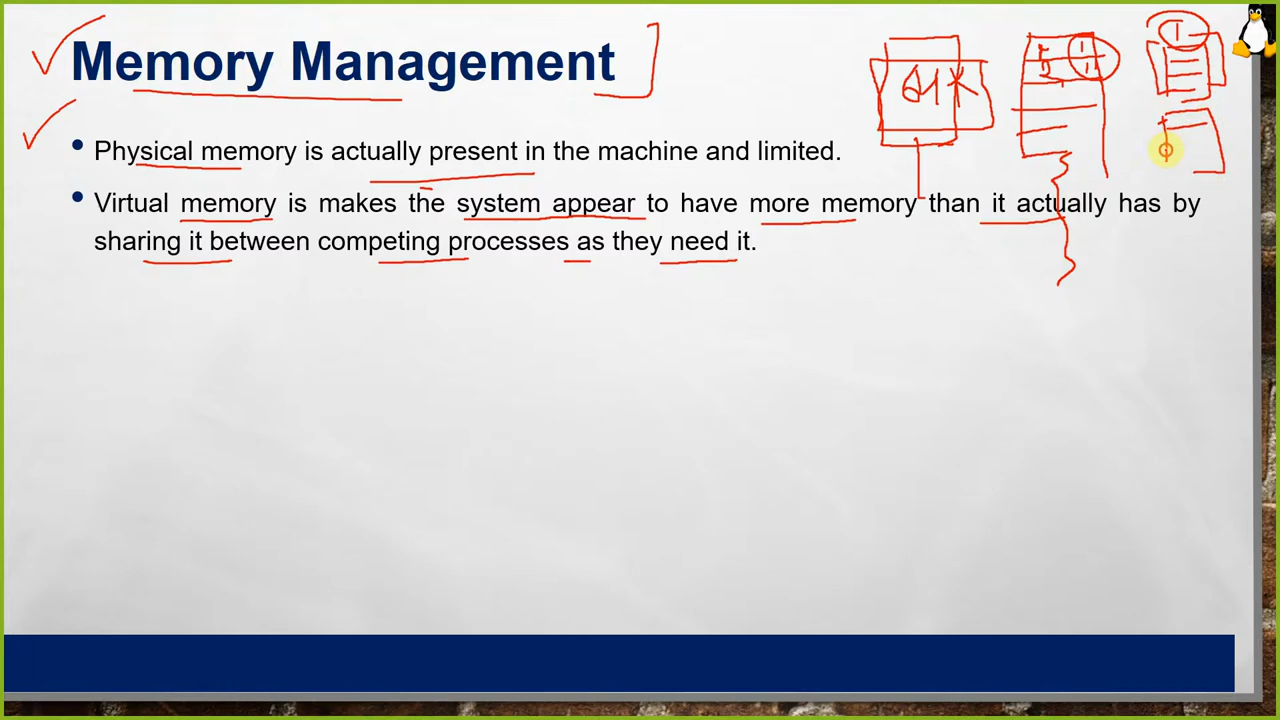 Memory Management
• Physical memory is actually present in the machine and limited.
• Virtual memory is makes the system appear to have more memory than it actually has by
sharing it between competing processes as they need it.